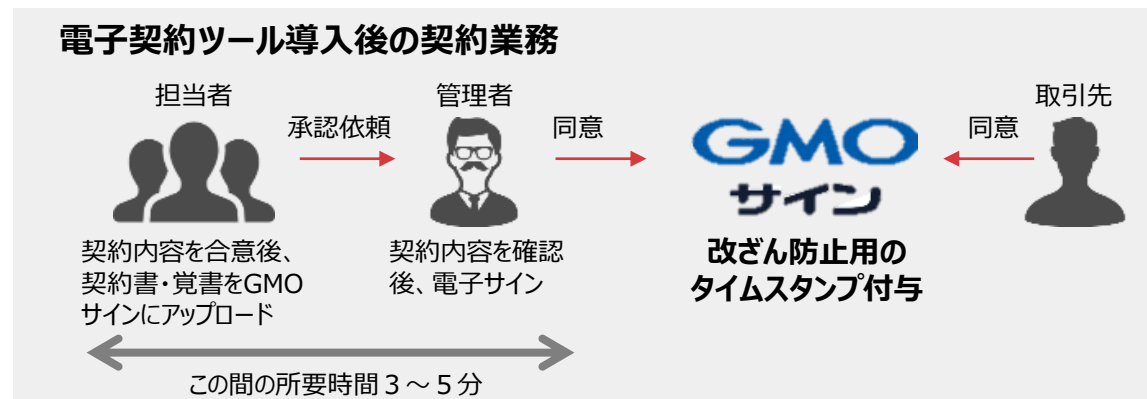 電子契約ツール導入後の契約業務
担当者
管理者
取引先
承認依頼
同意
同意
GMO
サイン
契約内容を合意後、
契約書・覚書をGMO
サインにアップロード
契約内容を確認
後、電子サイン
改ざん防止用の
タイムスタンプ付与
この間の所要時間３～５分